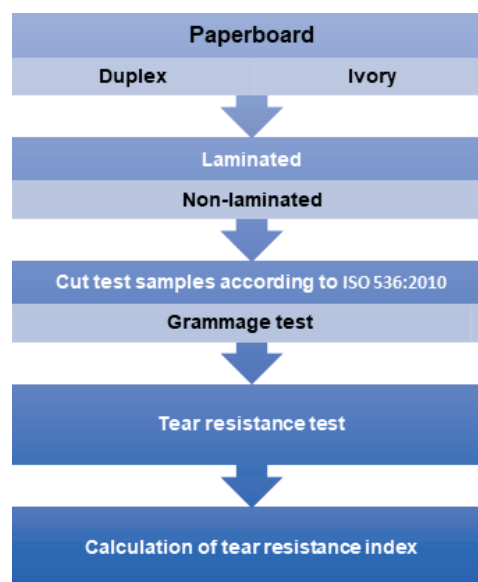 Paperboard
Duplex Ivory
Laminated
Non-laminated
Cut test samples according to ISO 536:2010
Grammage test
Tear resistance test
Calculation of tear resistance index